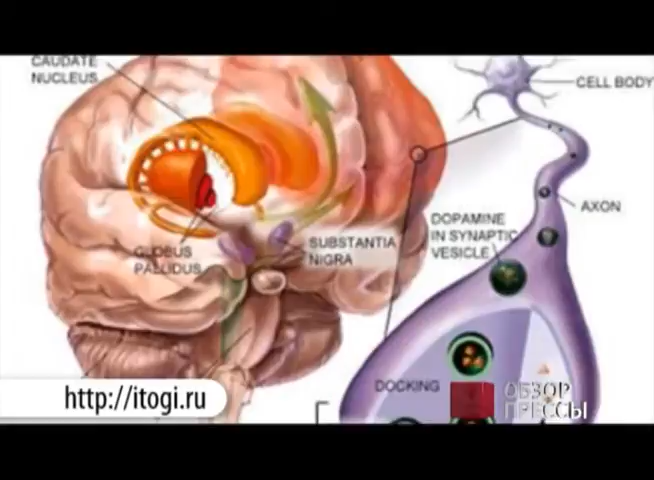 CAUDATE
NUCLEUS
CELL BODY
AXON
DOPAMINE
IN SYNAPTIC
VESICLE
SUBSTANTIA
NIGRA
GLOBUS
PALLIDUS
DOCKING
http://itogi.ru
ОБЗОР
ПРЕССЫ